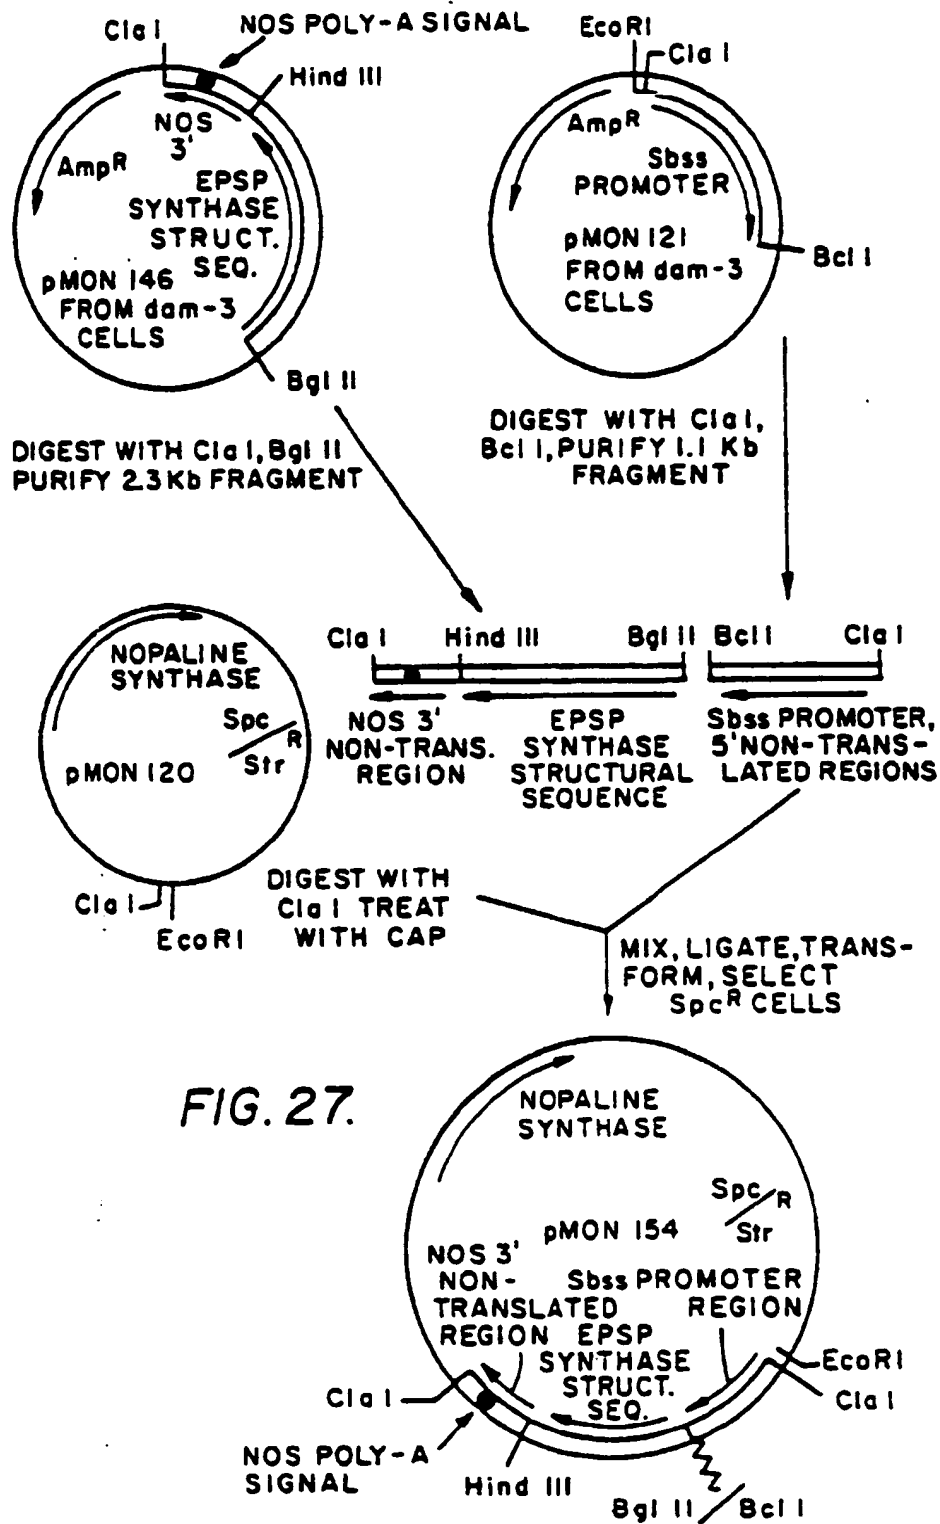 Cla I
NOS POLY-A SIGNAL
Hind III
NOS
3'
AmpR
EPSP
SYNTHASE
STRUCT.
SEQ.
pMON 146
FROM dam-3
CELLS
Bgl II
EcoRI
Cla I
AmpR
Sbss
PROMOTER
pMON 121
FROM dam-3
CELLS
Bcl I
DIGEST WITH Cla I, Bgl II
PURIFY 2.3 Kb FRAGMENT
DIGEST WITH Cla I,
Bcl I, PURIFY 1.1 Kb
FRAGMENT
NOPALINE
SYNTHASE
Spc
R
Str
pMON 120
Cla I
EcoRI
Cla I
Hind III
Bgl II
Bcl I
Cla I
NOS 3'
NON-TRANS.
REGION
EPSP
SYNTHASE
STRUCTURAL
SEQUENCE
Sbss PROMOTER,
5' NON-TRANS-
LATED REGIONS
DIGEST WITH
Cla I TREAT
WITH CAP
MIX, LIGATE, TRANS-
FORM, SELECT
SpcR CELLS
FIG. 27.
NOPALINE
SYNTHASE
Spc
R
Str
pMON 154
NOS 3'
NON-
TRANSLATED
REGION
Sbss PROMOTER
REGION
EPSP
SYNTHASE
STRUCT.
SEQ.
EcoRI
Cla I
Cla I
NOS POLY-A
SIGNAL
Hind III
Bgl II/Bcl I